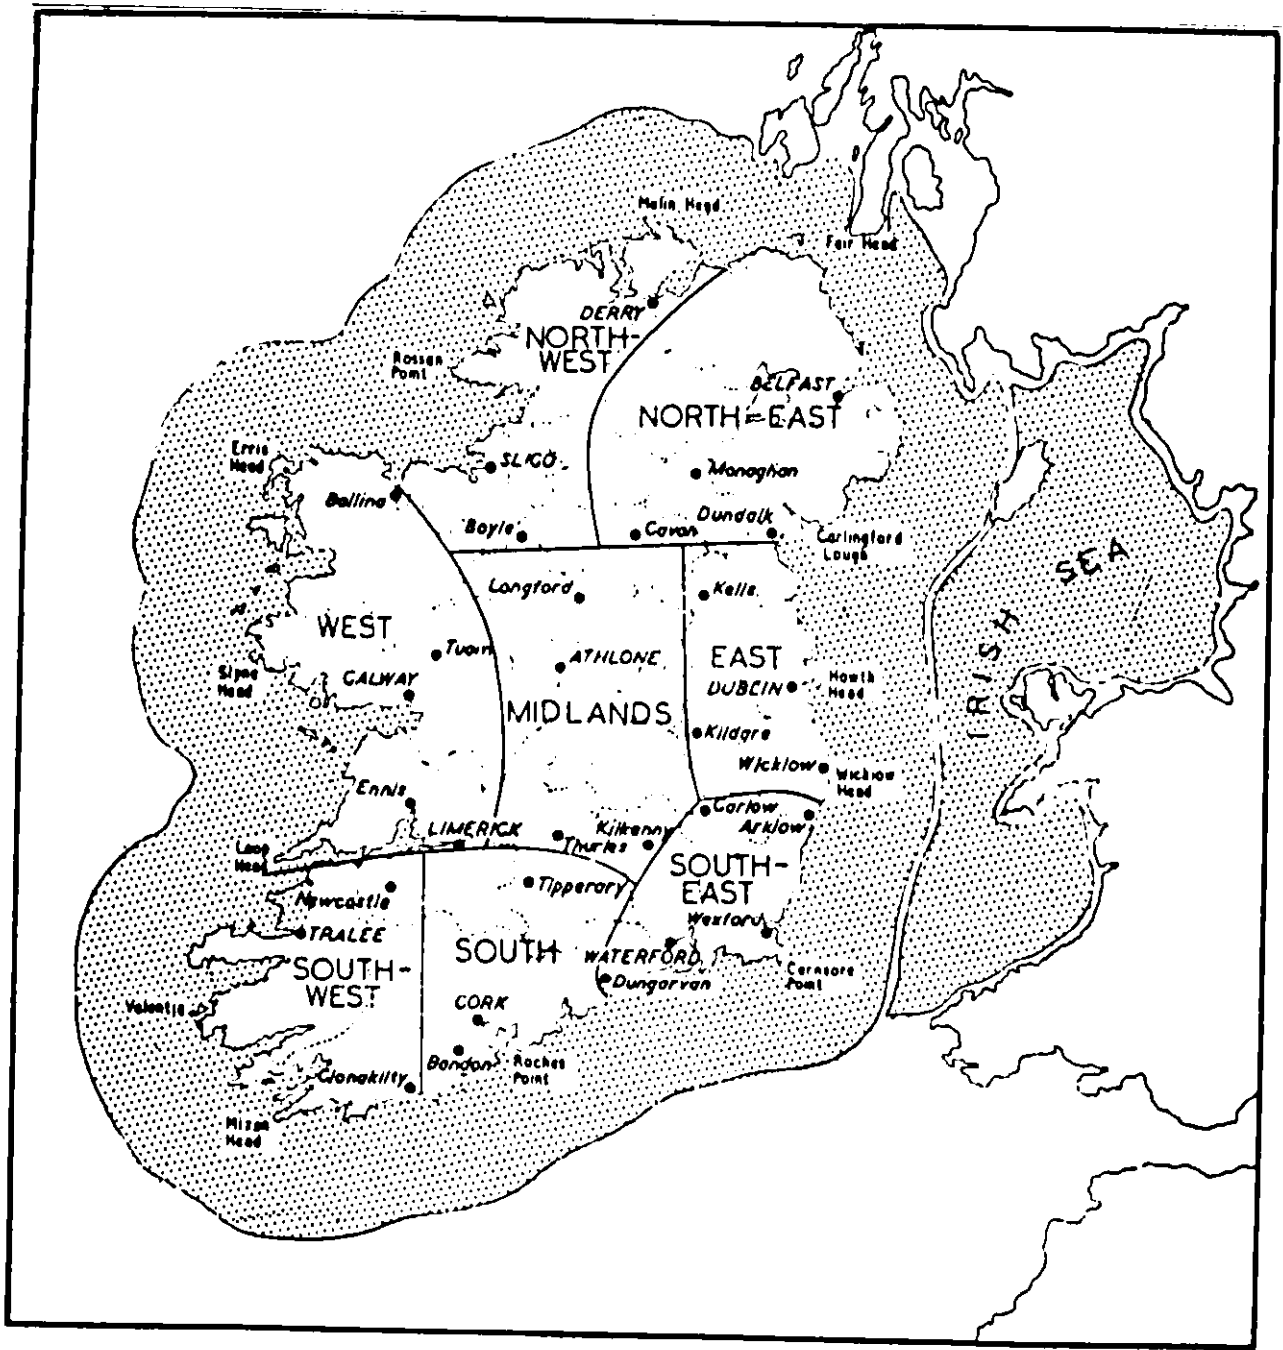 Malin Head
Fair Head
DERRY
NORTH-
WEST
Rossan
Point
BELFAST
NORTH-EAST
Erris
Head
SLIGO
Monaghan
Ballina
Boyle
Cavan
Dundalk
Carlingford
Lough
IRISH SEA
Longford
Kells
WEST
Tuam
ATHLONE
EAST
Slyne
Head
GALWAY
DUBLIN
Howth
Head
MIDLANDS
Kildare
Wicklow
Wicklow
Head
Ennis
Carlow
Arklow
LIMERICK
Kilkenny
Thurles
Loop
Head
SOUTH-
EAST
Newcastle
Tipperary
Wexford
TRALEE
SOUTH
WATERFORD
SOUTH-
WEST
Carnsore
Point
Dungarvan
Valentia
CORK
Bandon
Roches
Point
Clonakilty
Mizen
Head